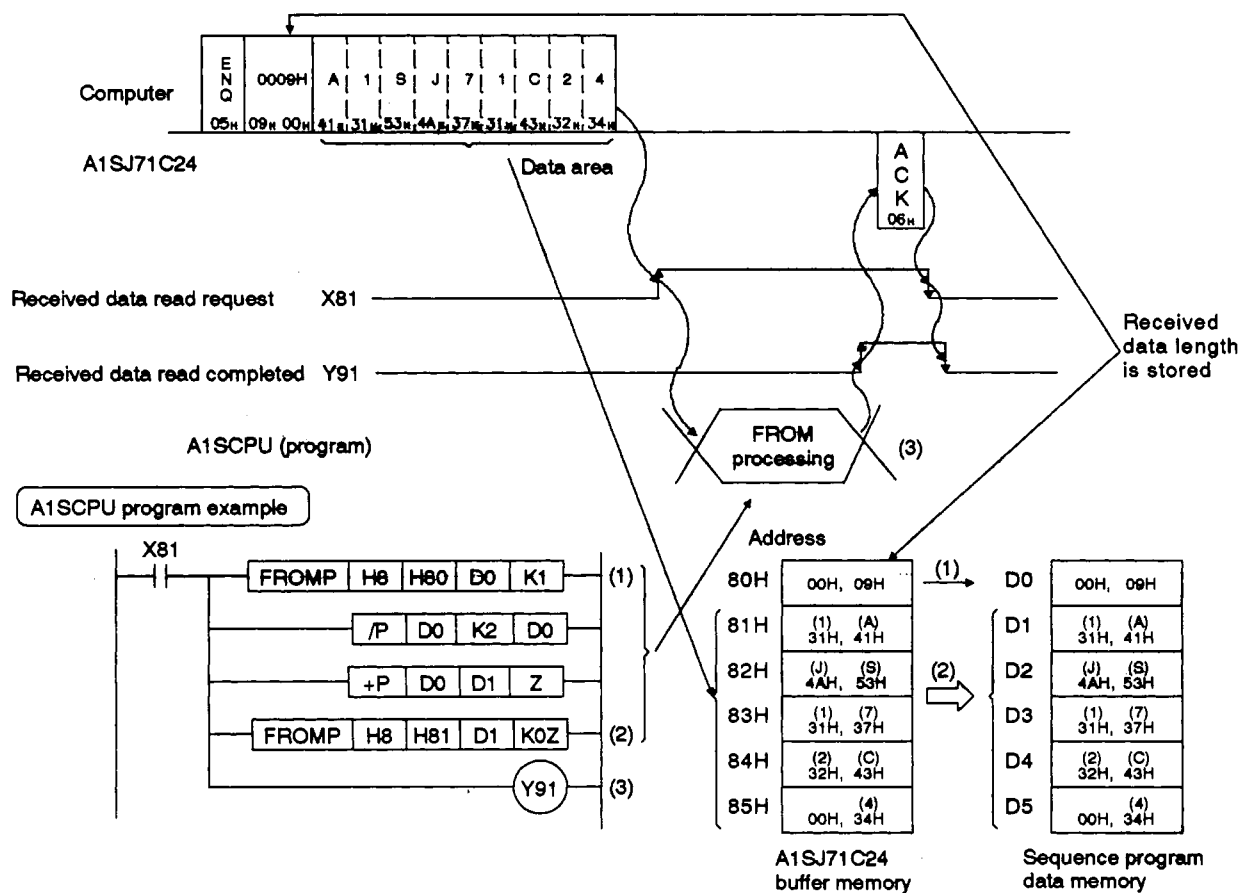 E N Q 0009H A 1 S J 7 1 C 2 4
Computer
05H 09H 00H 41H 31H 53H 4AH 37H 31H 43H 32H 34H
A1SJ71C24
Data area
A C K
06H
Received data read request X81
Received data length is stored
Received data read completed Y91
A1SCPU (program)
FROM processing
(3)
A1SCPU program example
X81
FROMP H8 H80 D0 K1 (1)
/P D0 K2 D0
+P D0 D1 Z
FROMP H8 H81 D1 K0Z (2)
Y91 (3)
Address
80H 00H, 09H (1) D0 00H, 09H
81H (1) (A) 31H, 41H D1 (1) (A) 31H, 41H
82H (J) (S) 4AH, 53H (2) D2 (J) (S) 4AH, 53H
83H (1) (7) 31H, 37H D3 (1) (7) 31H, 37H
84H (2) (C) 32H, 43H D4 (2) (C) 32H, 43H
85H (4) 00H, 34H D5 (4) 00H, 34H
A1SJ71C24
buffer memory
Sequence program
data memory